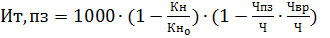 Ит,пз = 1000·(1 − Кн/Кн₀)·(1 − Чпз/Ч · Чвр/Ч)